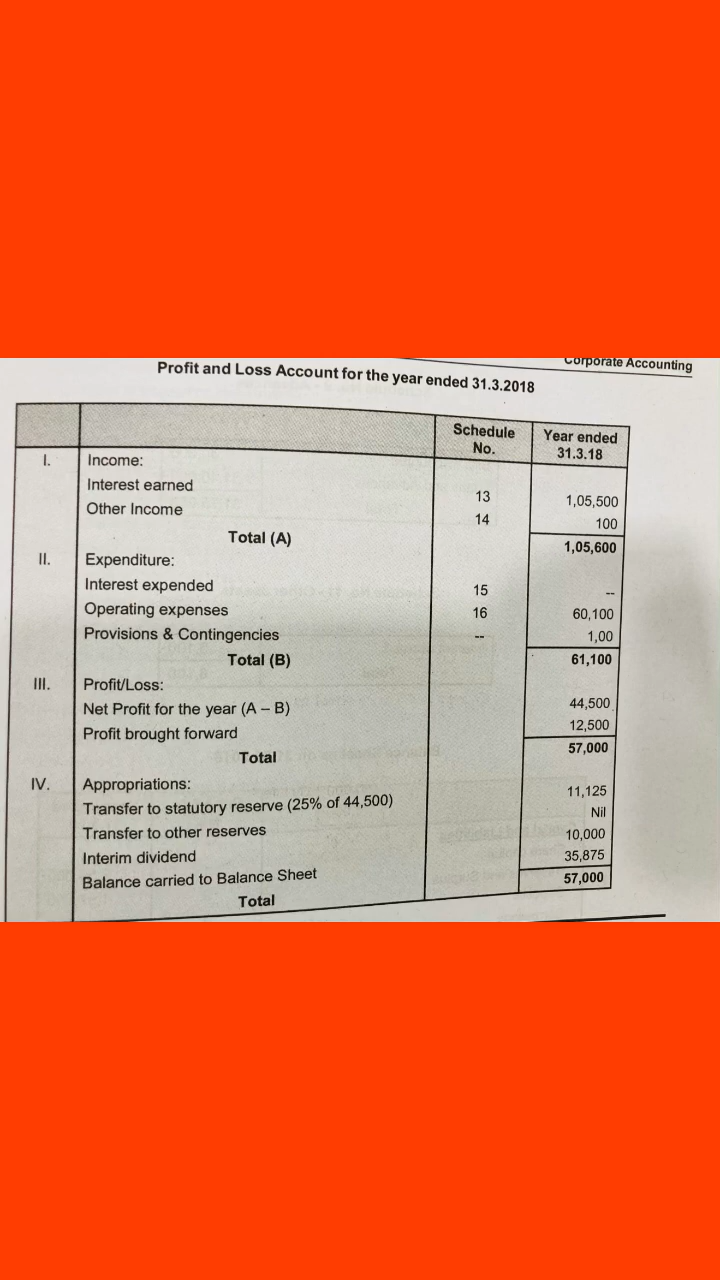 Corporate Accounting
Profit and Loss Account for the year ended 31.3.2018
Schedule No. Year ended 31.3.18
I. Income:
Interest earned 13 1,05,500
Other Income 14 100
Total (A) 1,05,600
II. Expenditure:
Interest expended 15 --
Operating expenses 16 60,100
Provisions & Contingencies -- 1,00
Total (B) 61,100
III. Profit/Loss:
Net Profit for the year (A – B) 44,500
Profit brought forward 12,500
Total 57,000
IV. Appropriations:
Transfer to statutory reserve (25% of 44,500) 11,125
Transfer to other reserves Nil
Interim dividend 10,000
Balance carried to Balance Sheet 35,875
Total 57,000